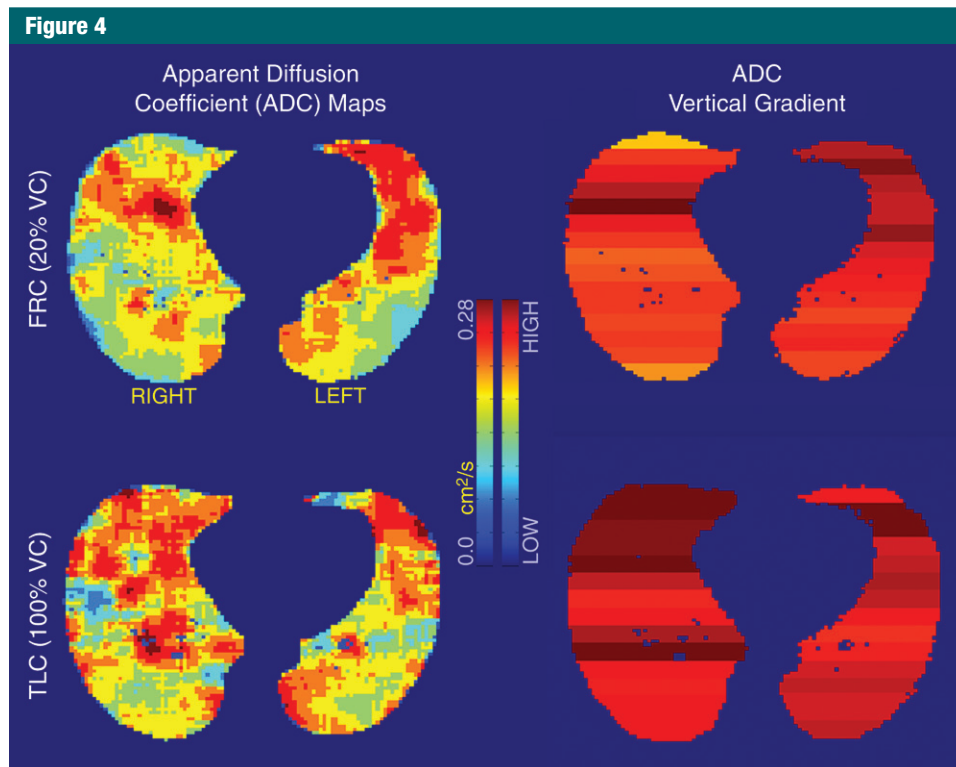 Figure 4
Apparent Diffusion
Coefficient (ADC) Maps
ADC
Vertical Gradient
FRC (20% VC)
RIGHT
LEFT
0.28
HIGH
cm²/s
0.0
LOW
TLC (100% VC)